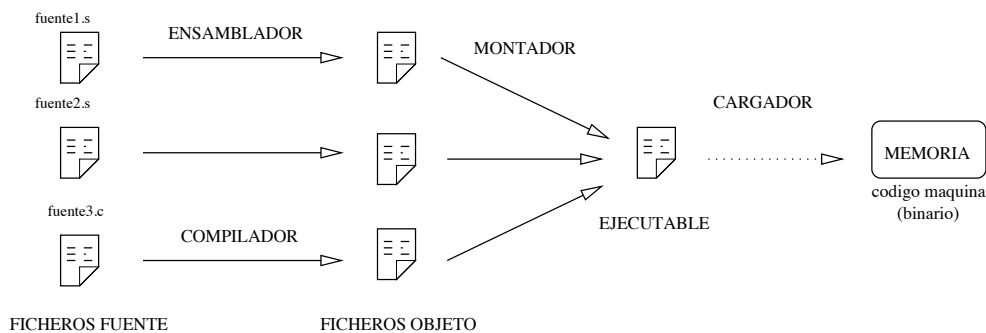 fuente1.s
ENSAMBLADOR
MONTADOR
fuente2.s
CARGADOR
MEMORIA
codigo maquina
(binario)
fuente3.c
COMPILADOR
EJECUTABLE
FICHEROS FUENTE
FICHEROS OBJETO